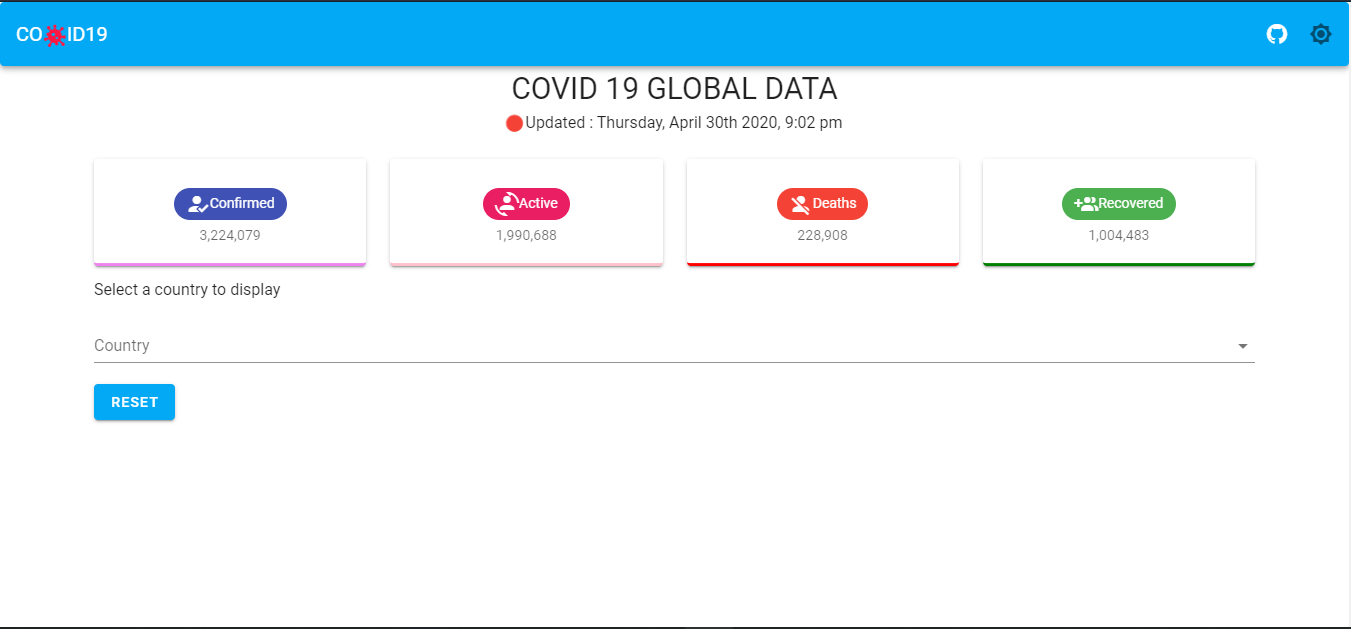 COVID19
COVID 19 GLOBAL DATA
Updated : Thursday, April 30th 2020, 9:02 pm
Confirmed
3,224,079
Active
1,990,688
Deaths
228,908
Recovered
1,004,483
Select a country to display
Country
RESET